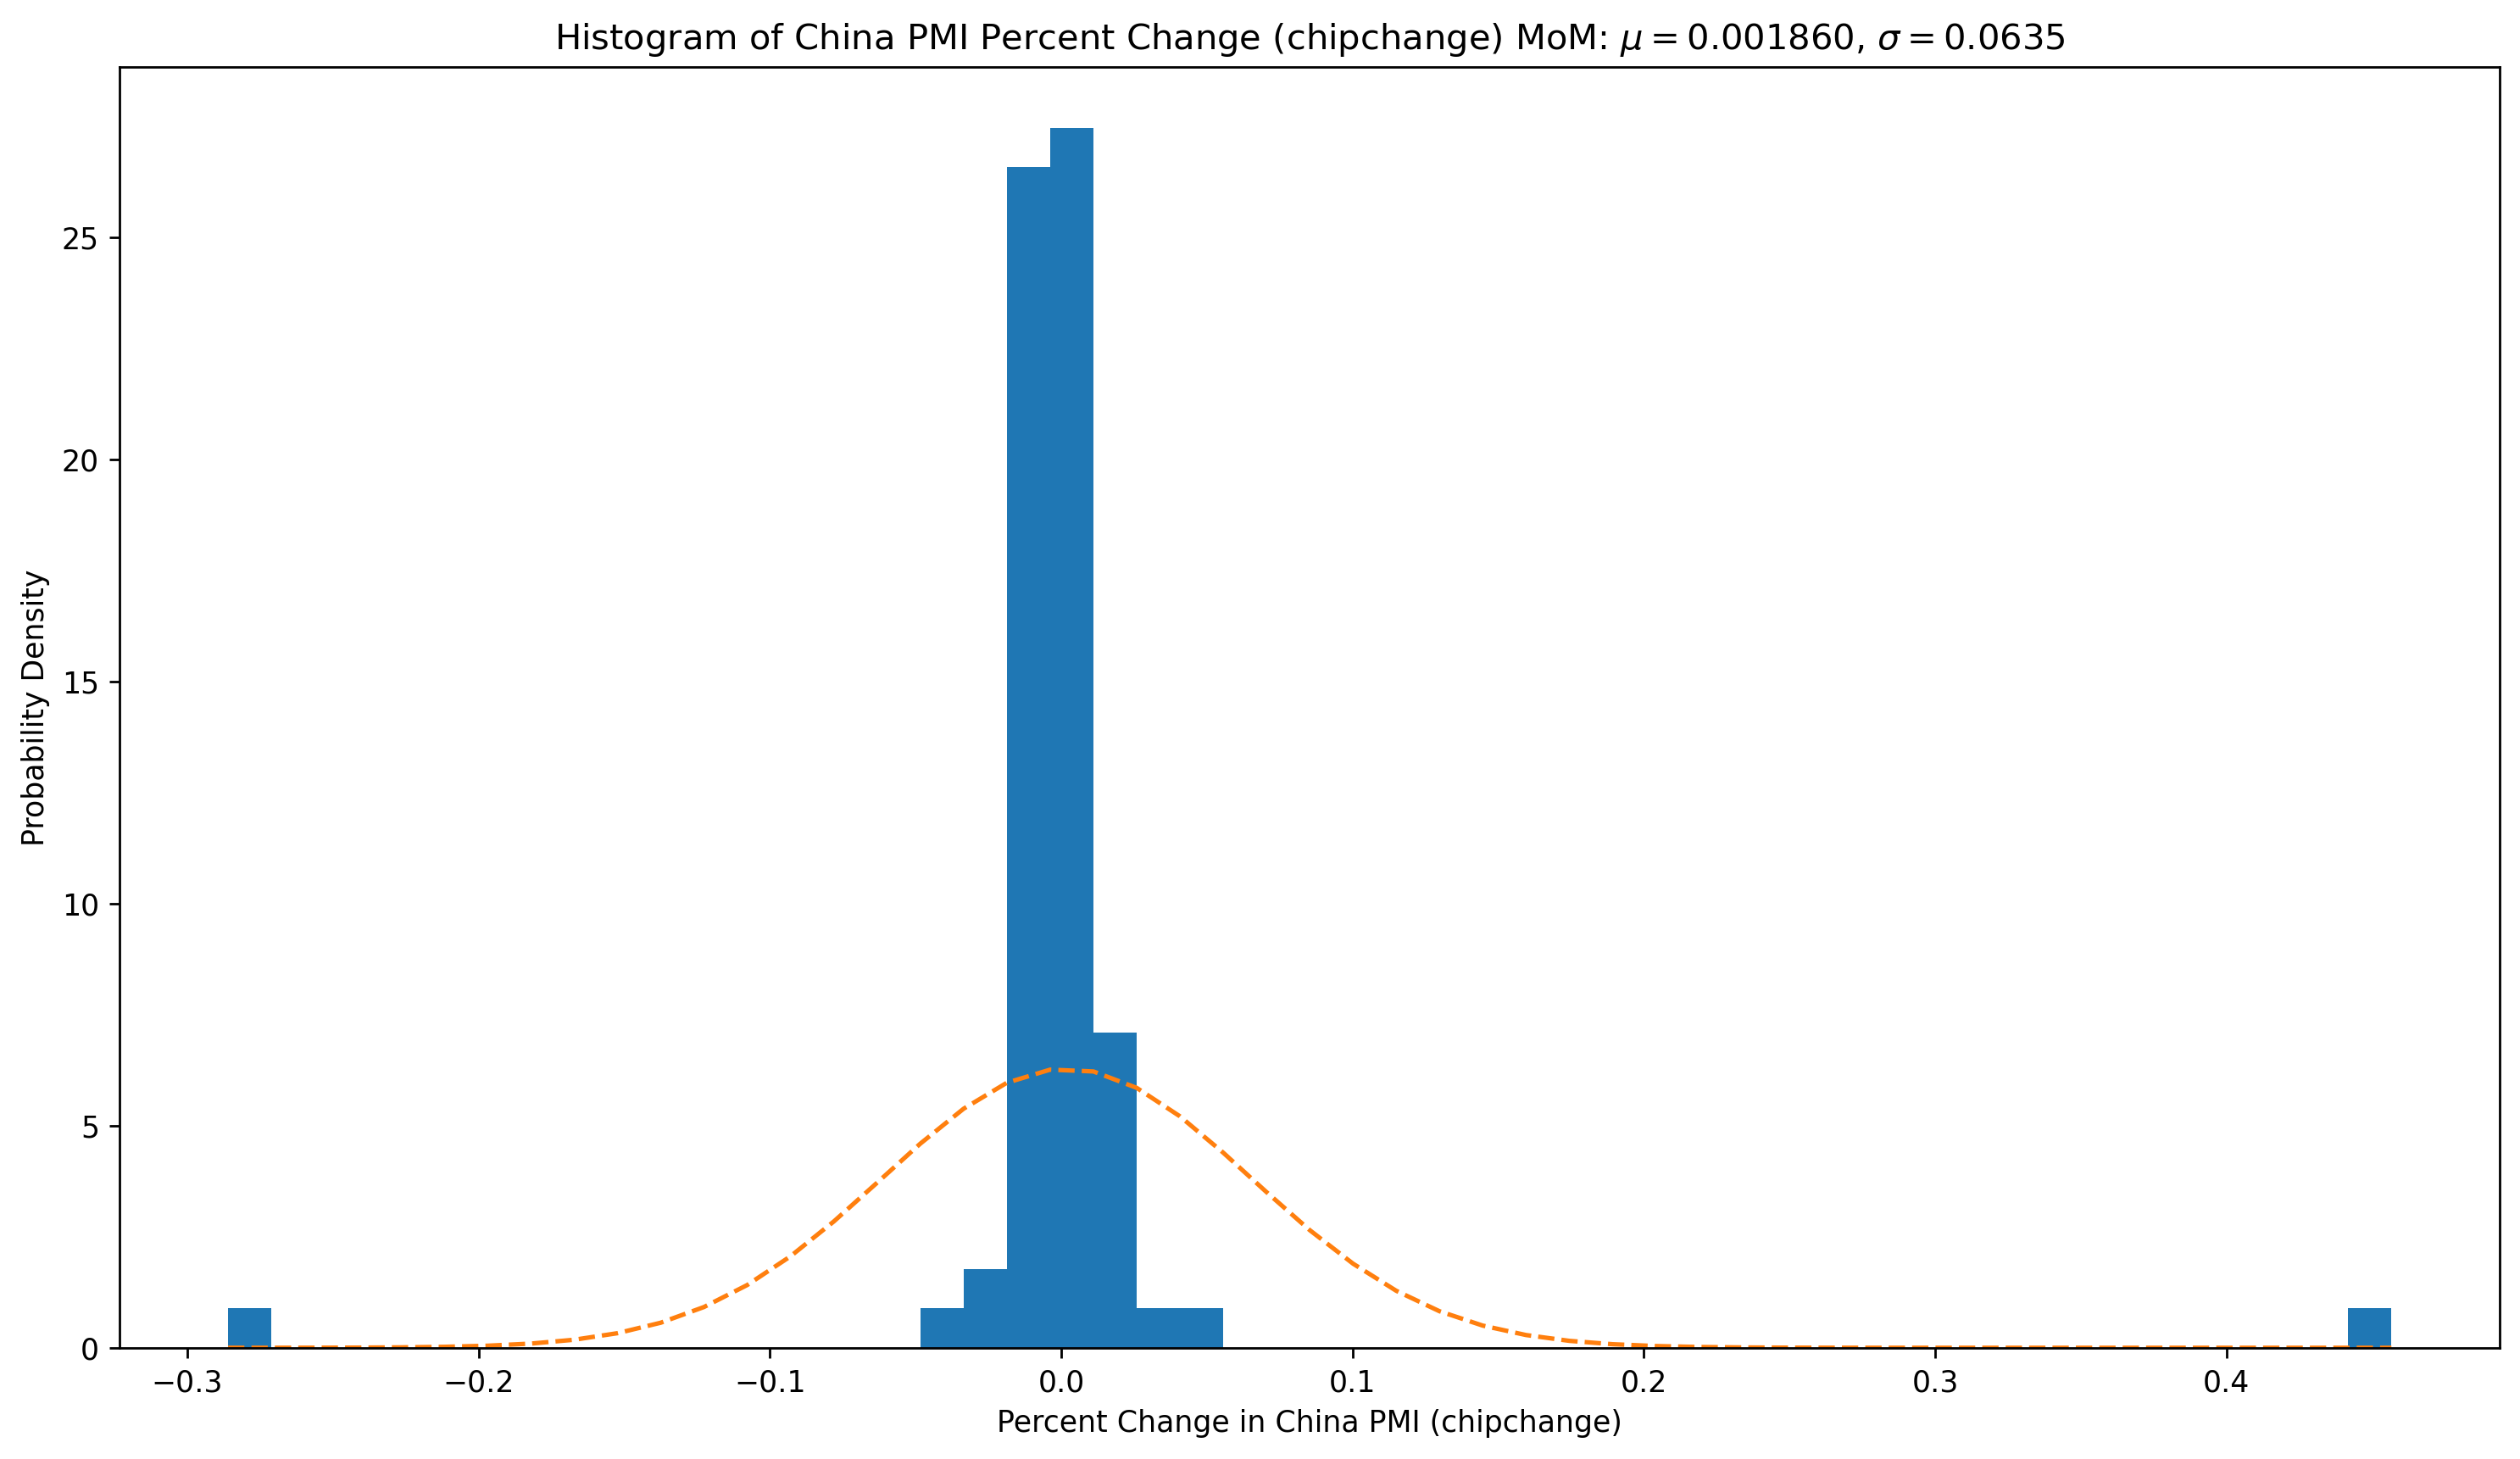 Histogram of China PMI Percent Change (chipchange) MoM: μ = 0.001860, σ = 0.0635
Probability Density
25
20
15
10
5
0
−0.3 −0.2 −0.1 0.0 0.1 0.2 0.3 0.4
Percent Change in China PMI (chipchange)